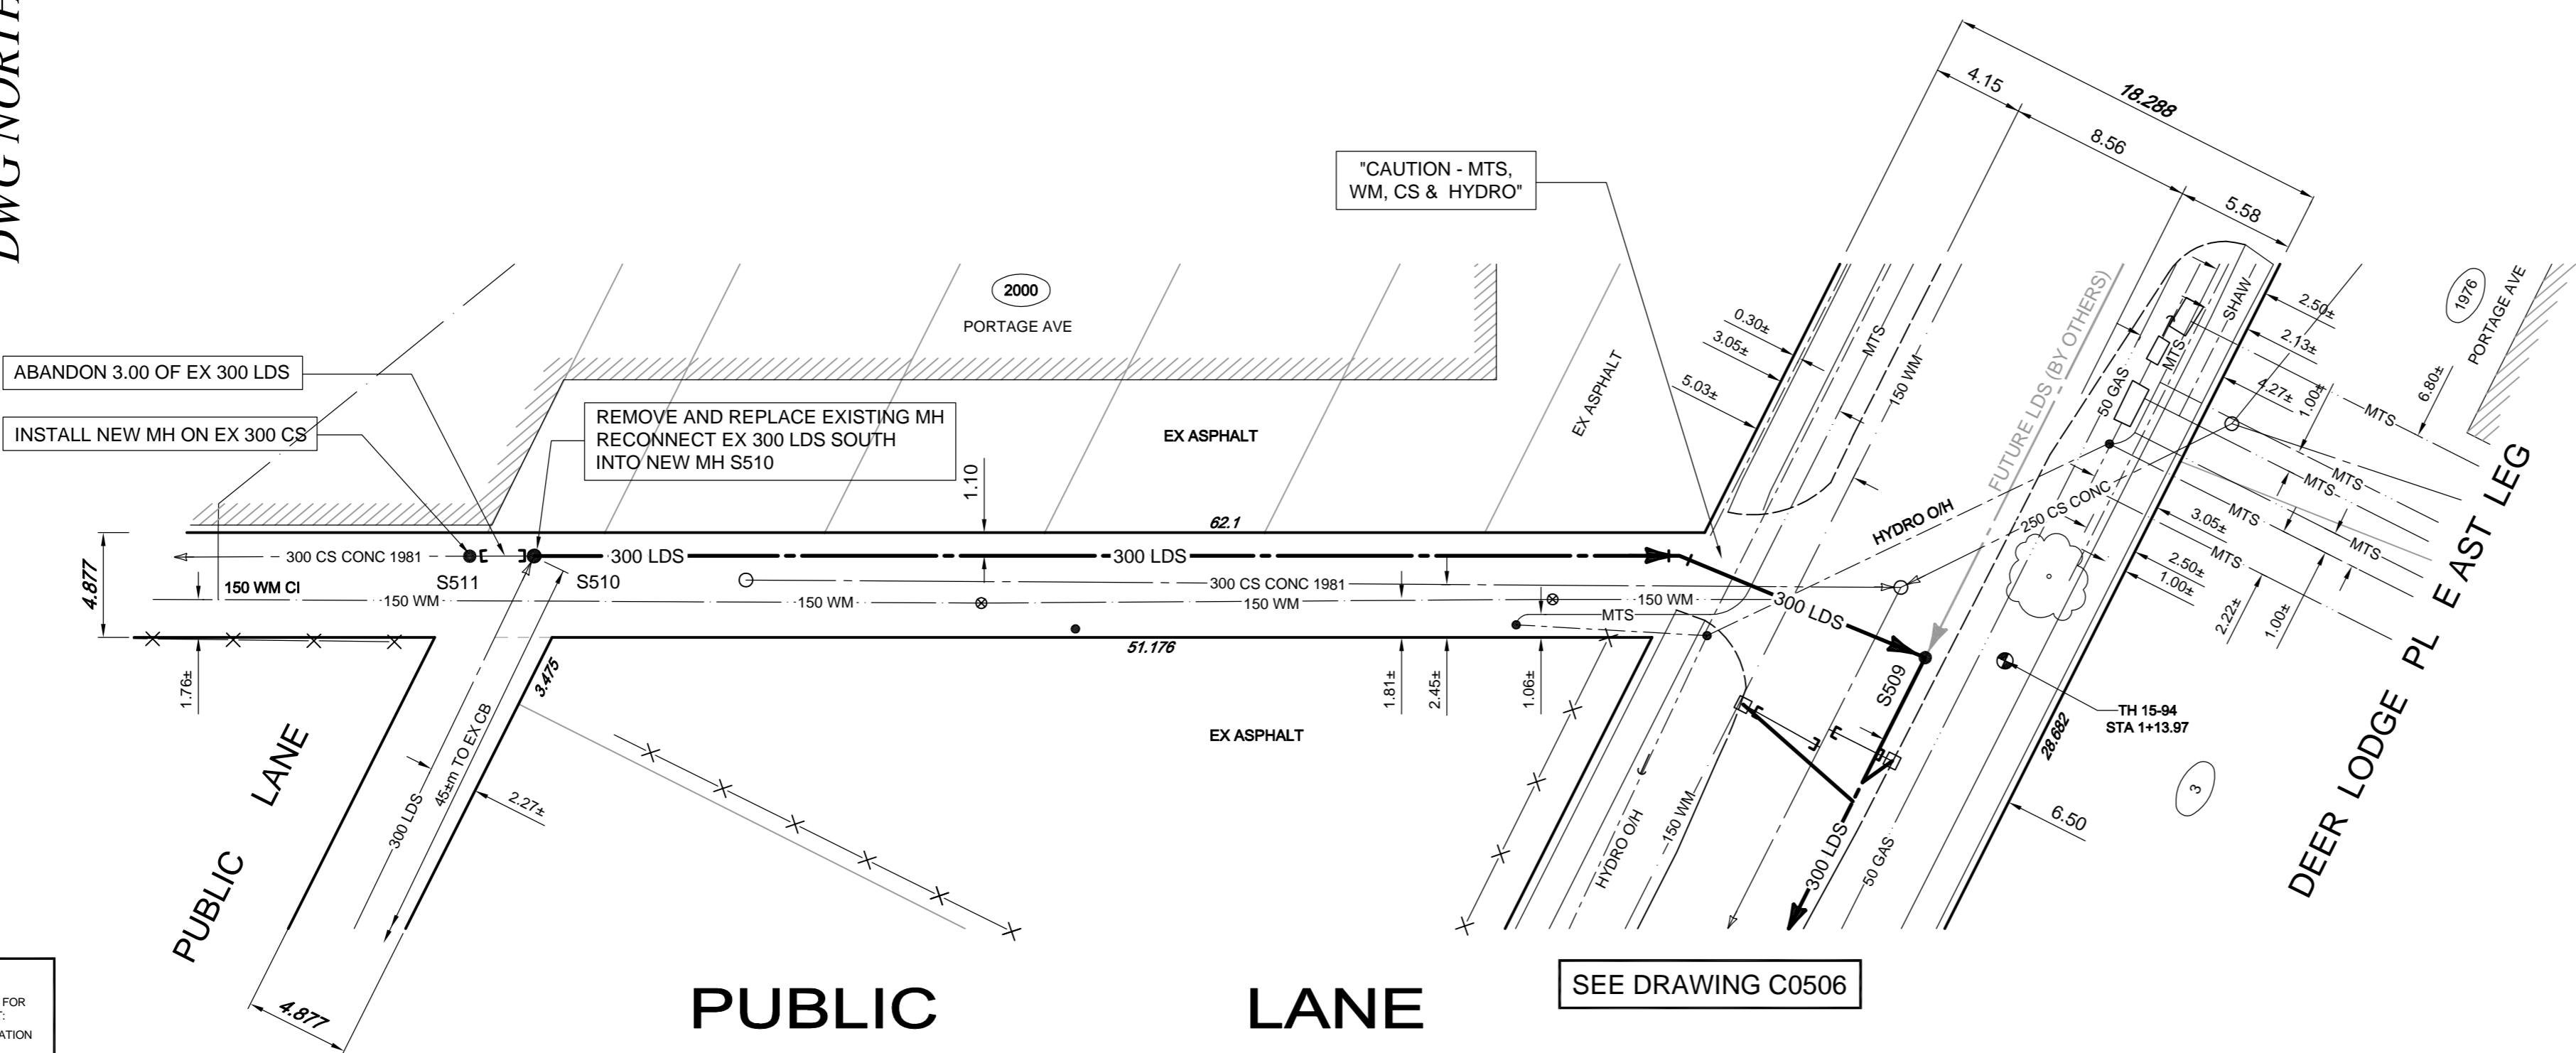 DWG NORTH
4.15
18.288
8.56
5.58
"CAUTION - MTS,
WM, CS & HYDRO"
2000
PORTAGE AVE
0.30±
3.05±
5.03±
EX ASPHALT
MTS
150 WM
FUTURE LDS (BY OTHERS)
50 GAS
MTS
SHAW
2.50±
2.13±
4.27±
1.00±
6.80±
1976
PORTAGE AVE
MTS
ABANDON 3.00 OF EX 300 LDS
INSTALL NEW MH ON EX 300 CS
REMOVE AND REPLACE EXISTING MH
RECONNECT EX 300 LDS SOUTH
INTO NEW MH S510
EX ASPHALT
1.10
62.1
4.877
300 CS CONC 1981
S511
S510
300 LDS
300 LDS
300 CS CONC 1981
150 WM CI
150 WM
150 WM
150 WM
150 WM
MTS
300 LDS
HYDRO O/H
250 CS CONC
MTS
MTS
MTS
MTS
MTS
3.05±
2.50±
1.00±
2.22±
1.00±
1.76±
3.475
51.176
1.81±
2.45±
1.06±
EX ASPHALT
S509
TH 15-94
STA 1+13.97
28.682
3
6.50
DEER LODGE PL EAST LEG
PUBLIC LANE
300 LDS
45±m TO EX CB
2.27±
HYDRO O/H
150 WM
300 LDS
50 GAS
SEE DRAWING C0506
4.877
PUBLIC LANE
FOR
ATION